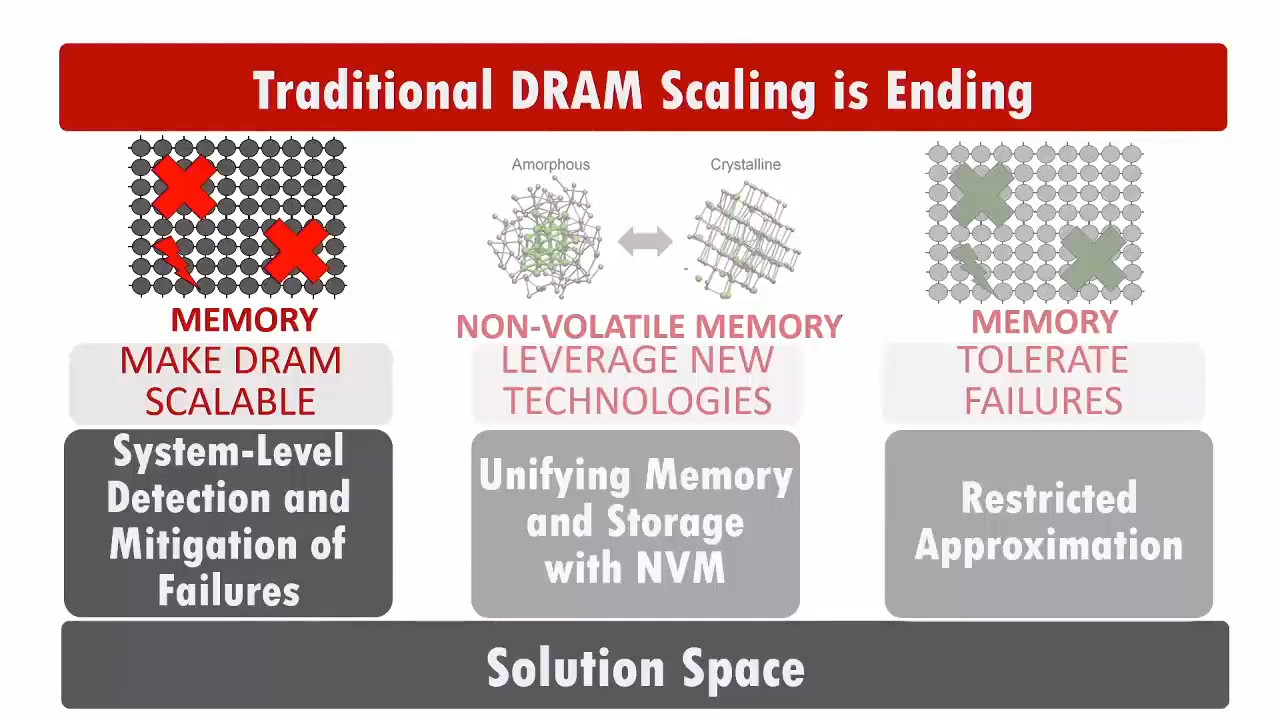 Traditional DRAM Scaling is Ending
Amorphous
Crystalline
MEMORY
MAKE DRAM
SCALABLE
System-Level
Detection and
Mitigation of
Failures
NON-VOLATILE MEMORY
LEVERAGE NEW
TECHNOLOGIES
Unifying Memory
and Storage
with NVM
MEMORY
TOLERATE
FAILURES
Restricted
Approximation
Solution Space